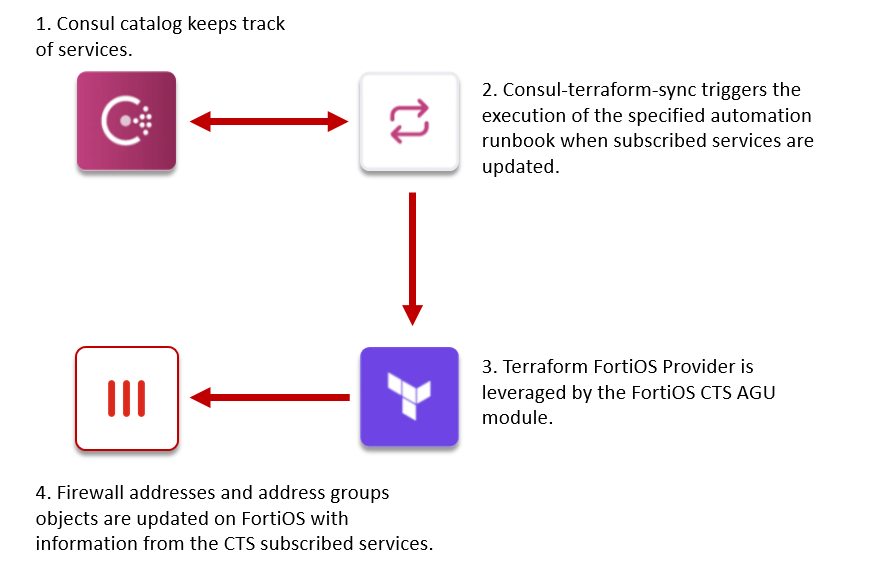 1. Consul catalog keeps track
of services.
2. Consul-terraform-sync triggers the
execution of the specified automation
runbook when subscribed services are
updated.
3. Terraform FortiOS Provider is
leveraged by the FortiOS CTS AGU
module.
4. Firewall addresses and address groups
objects are updated on FortiOS with
information from the CTS subscribed services.